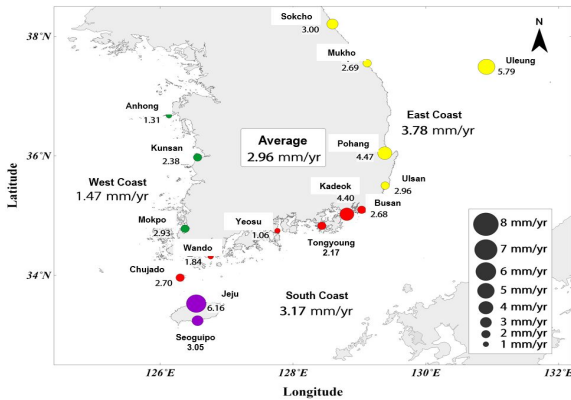 38°N
36°N
34°N
Latitude
126°E
128°E
130°E
132°E
Longitude
N
Sokcho
3.00
Mukho
2.69
Uleung
5.79
Anhong
1.31
East Coast
3.78 mm/yr
Kunsan
2.38
Average
2.96 mm/yr
Pohang
4.47
West Coast
1.47 mm/yr
Kadeok
4.40
Ulsan
2.96
Busan
2.68
Mokpo
2.93
Yeosu
1.06
Tongyoung
2.17
Wando
1.84
Chujado
2.70
Jeju
6.16
South Coast
3.17 mm/yr
Seoguipo
3.05
8 mm/yr
7 mm/yr
6 mm/yr
5 mm/yr
4 mm/yr
3 mm/yr
2 mm/yr
1 mm/yr